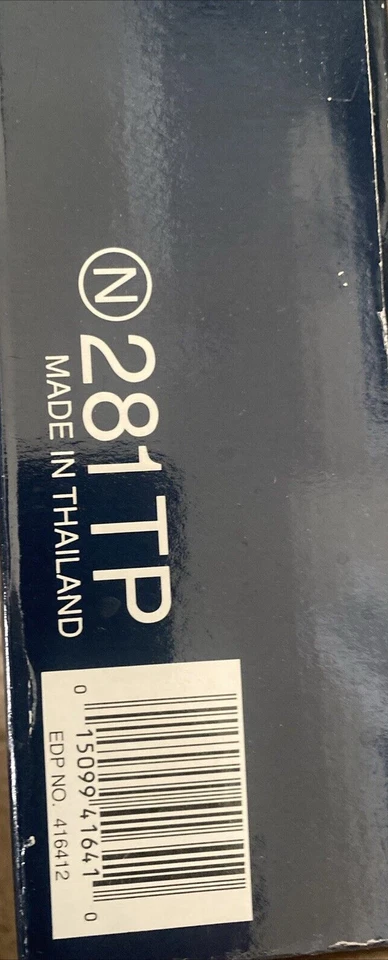 Ⓝ 281TP
MADE IN THAILAND
0 15099 41641 0
EDP NO. 416412